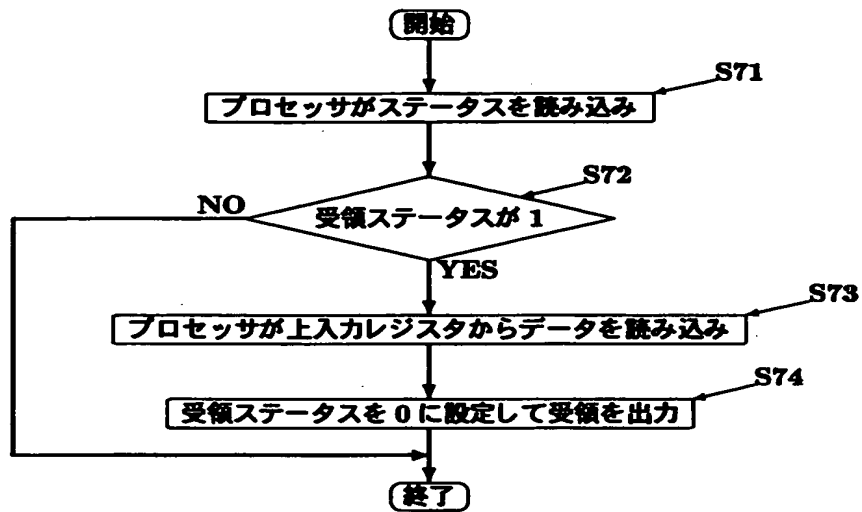 開始
S71
プロセッサがステータスを読み込み
S72
NO
受領ステータスが 1
YES
S73
プロセッサが上入力レジスタからデータを読み込み
S74
受領ステータスを 0 に設定して受領を出力
終了